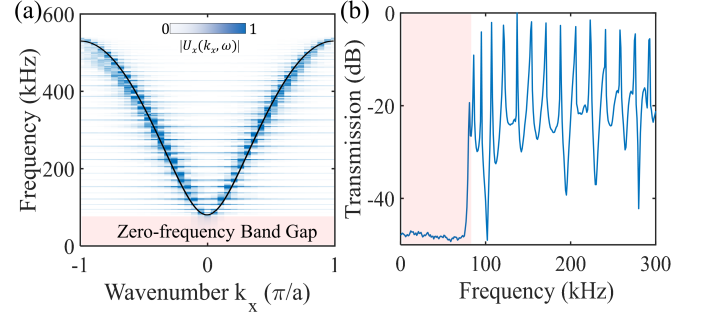 (a)
600
400
200
0
Frequency (kHz)
0 1
|U_x(k_x, ω)|
Zero-frequency Band Gap
-1 0 1
Wavenumber k_x (π/a)
(b)
0
-20
-40
Transmission (dB)
0 100 200 300
Frequency (kHz)